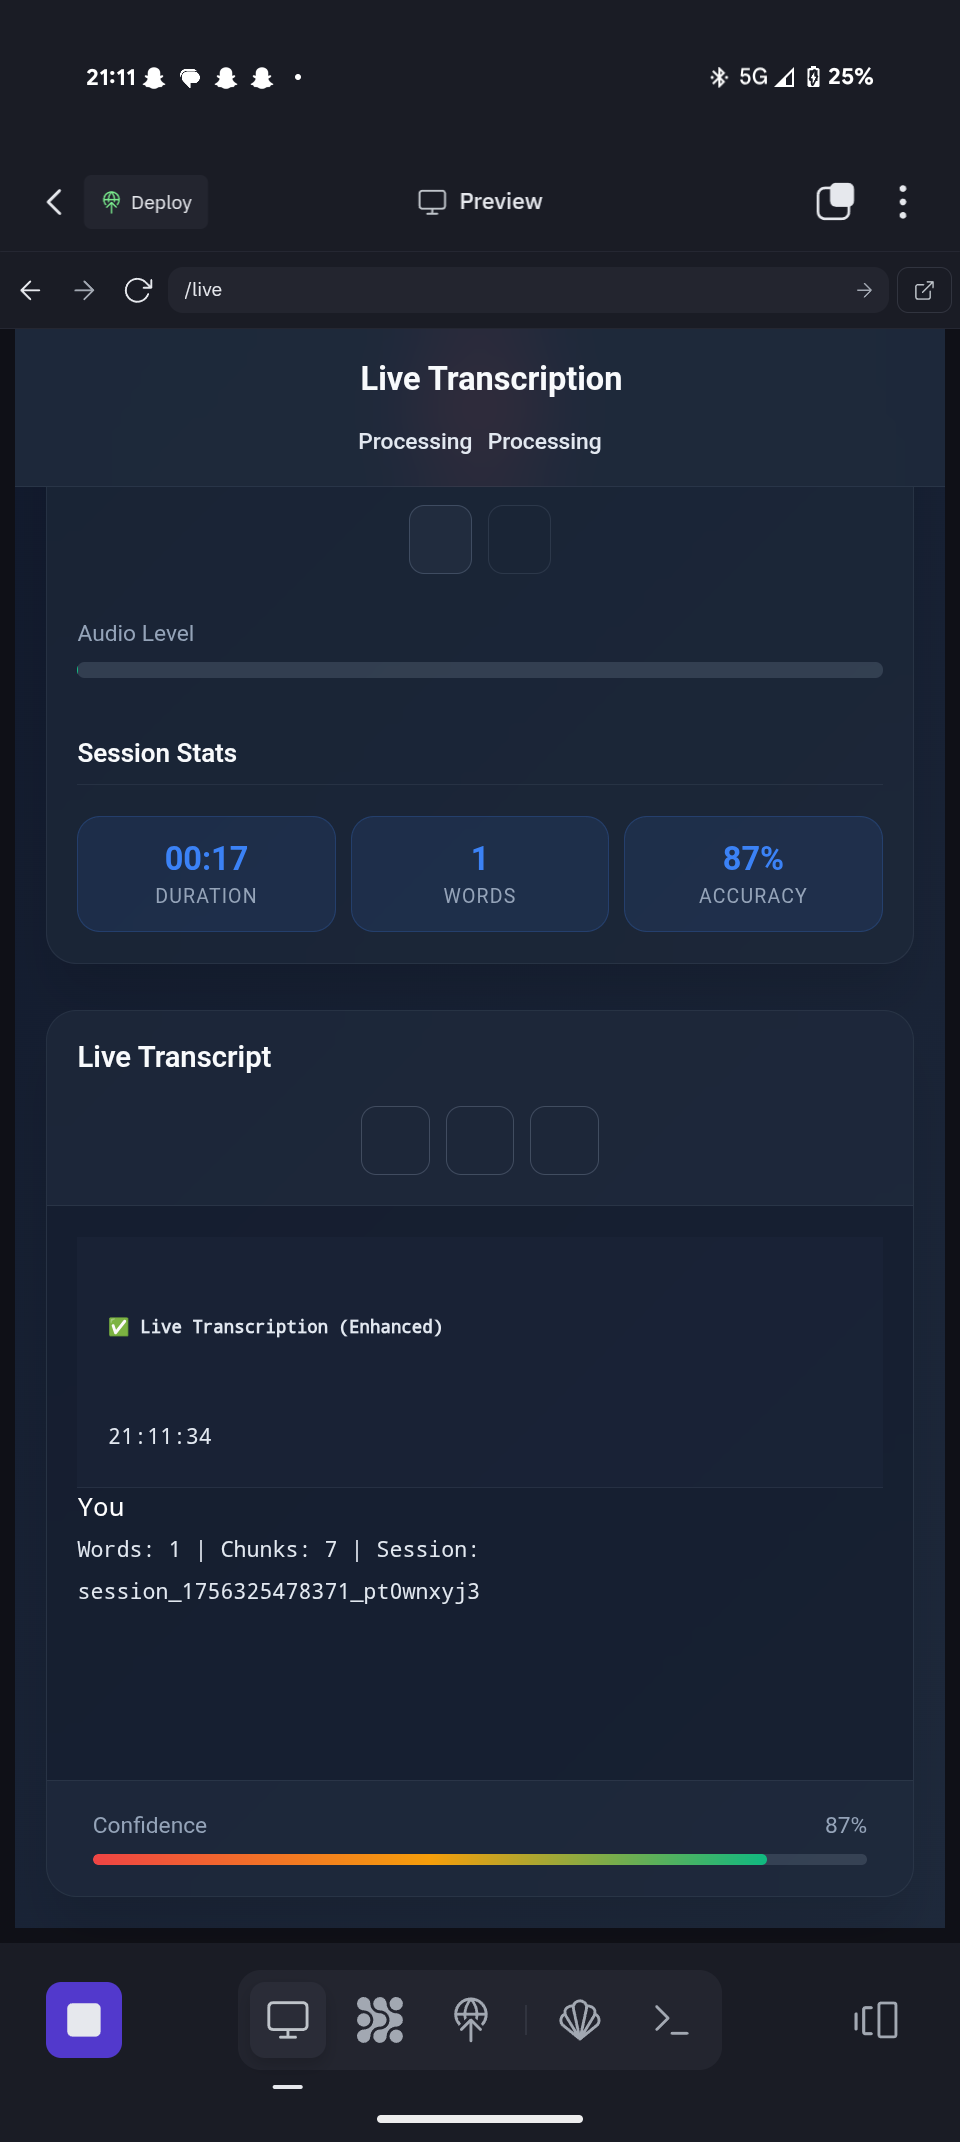 21:11
5G
25%
Deploy
Preview
/live
Live Transcription
Processing Processing
Audio Level
Session Stats
00:17
DURATION
1
WORDS
87%
ACCURACY
Live Transcript
✅ Live Transcription (Enhanced)
21:11:34
You
Words: 1 | Chunks: 7 | Session:
session_1756325478371_pt0wnxyj3
Confidence
87%